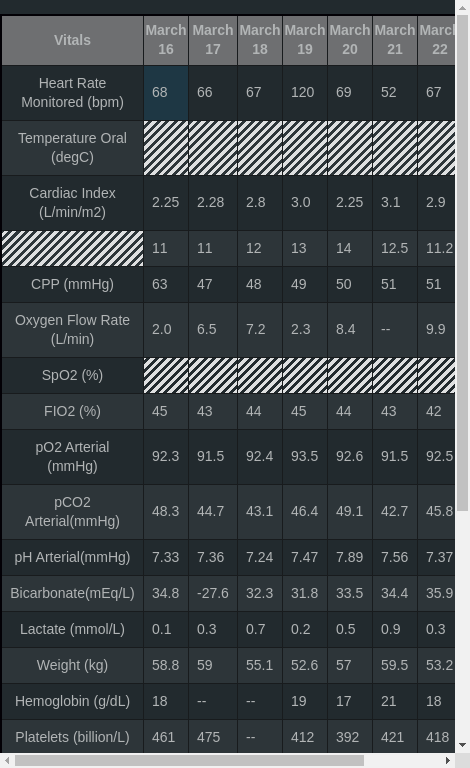 Vitals March 16 March 17 March 18 March 19 March 20 March 21 March 22
Heart Rate Monitored (bpm) 68 66 67 120 69 52 67
Temperature Oral (degC)
Cardiac Index (L/min/m2) 2.25 2.28 2.8 3.0 2.25 3.1 2.9
11 11 12 13 14 12.5 11.2
CPP (mmHg) 63 47 48 49 50 51 51
Oxygen Flow Rate (L/min) 2.0 6.5 7.2 2.3 8.4 -- 9.9
SpO2 (%)
FIO2 (%) 45 43 44 45 44 43 42
pO2 Arterial (mmHg) 92.3 91.5 92.4 93.5 92.6 91.5 92.5
pCO2 Arterial(mmHg) 48.3 44.7 43.1 46.4 49.1 42.7 45.8
pH Arterial(mmHg) 7.33 7.36 7.24 7.47 7.89 7.56 7.37
Bicarbonate(mEq/L) 34.8 -27.6 32.3 31.8 33.5 34.4 35.9
Lactate (mmol/L) 0.1 0.3 0.7 0.2 0.5 0.9 0.3
Weight (kg) 58.8 59 55.1 52.6 57 59.5 53.2
Hemoglobin (g/dL) 18 -- -- 19 17 21 18
Platelets (billion/L) 461 475 -- 412 392 421 418